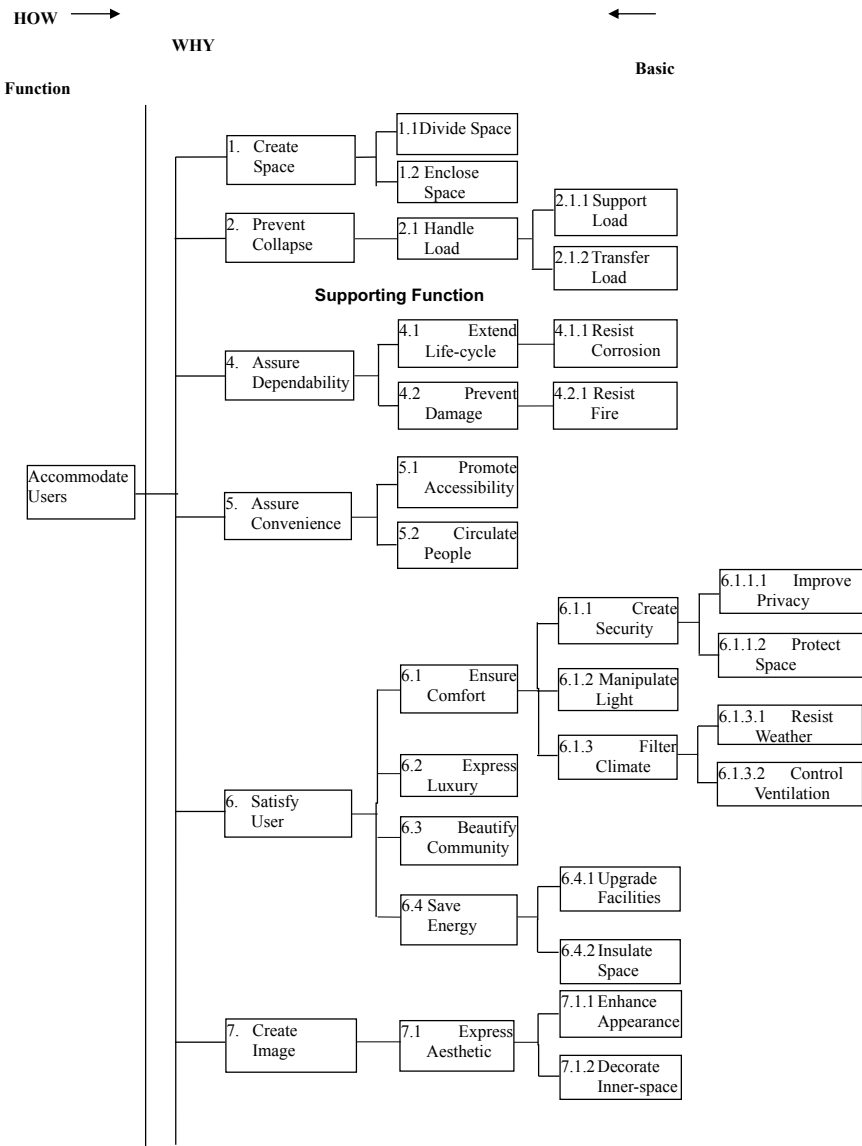 HOW
WHY
Basic
Function
1. Create
Space
1.1Divide Space
1.2 Enclose
Space
2. Prevent
Collapse
2.1 Handle
Load
2.1.1 Support
Load
2.1.2 Transfer
Load
Supporting Function
4. Assure
Dependability
4.1 Extend
Life-cycle
4.1.1 Resist
Corrosion
4.2 Prevent
Damage
4.2.1 Resist
Fire
Accommodate
Users
5. Assure
Convenience
5.1 Promote
Accessibility
5.2 Circulate
People
6. Satisfy
User
6.1 Ensure
Comfort
6.1.1 Create
Security
6.1.1.1 Improve
Privacy
6.1.1.2 Protect
Space
6.1.2 Manipulate
Light
6.1.3 Filter
Climate
6.1.3.1 Resist
Weather
6.1.3.2 Control
Ventilation
6.2 Express
Luxury
6.3 Beautify
Community
6.4 Save
Energy
6.4.1 Upgrade
Facilities
6.4.2 Insulate
Space
7. Create
Image
7.1 Express
Aesthetic
7.1.1 Enhance
Appearance
7.1.2 Decorate
Inner-space